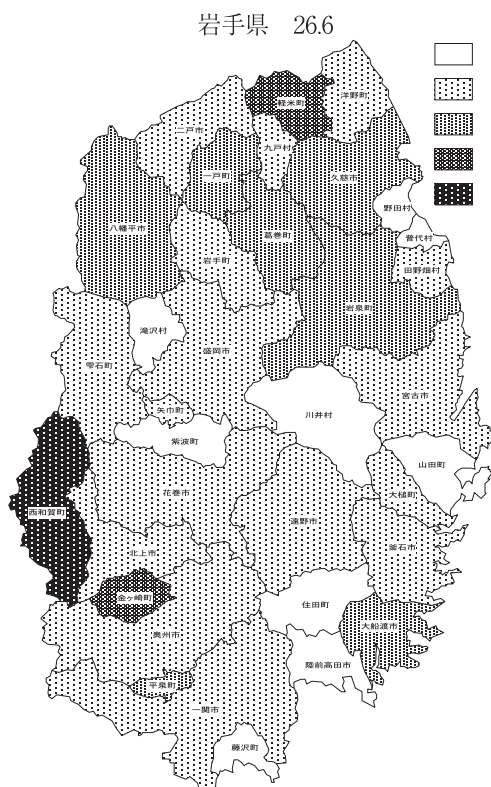 岩手県　26.6
洋野町
軽米町
二戸市
九戸村
一戸町
久慈市
野田村
八幡平市
葛巻町
普代村
岩手町
田野畑村
岩泉町
滝沢村
盛岡市
雫石町
宮古市
矢巾町
川井村
紫波町
山田町
花巻市
大槌町
西和賀町
遠野市
釜石市
北上市
金ヶ崎町
住田町
大船渡市
奥州市
陸前高田市
平泉町
一関市
藤沢町